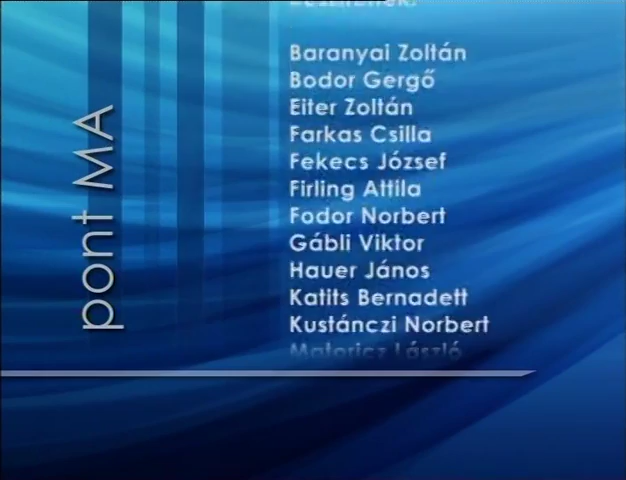 pont MA
Baranyai Zoltán
Bodor Gergő
Eiter Zoltán
Farkas Csilla
Fekecs József
Firling Attila
Fodor Norbert
Gábli Viktor
Hauer János
Katits Bernadett
Kustánczi Norbert
László